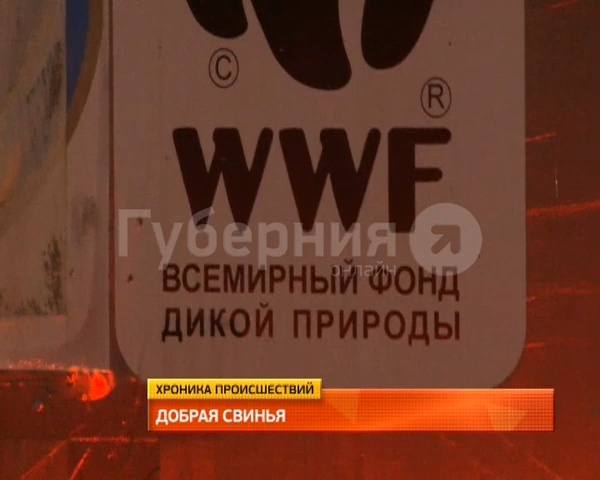 ©
®
WWF
Губерния
онлайн
ВСЕМИРНЫЙ ФОНД
ДИКОЙ ПРИРОДЫ
ХРОНИКА ПРОИСШЕСТВИЙ
ДОБРАЯ СВИНЬЯ